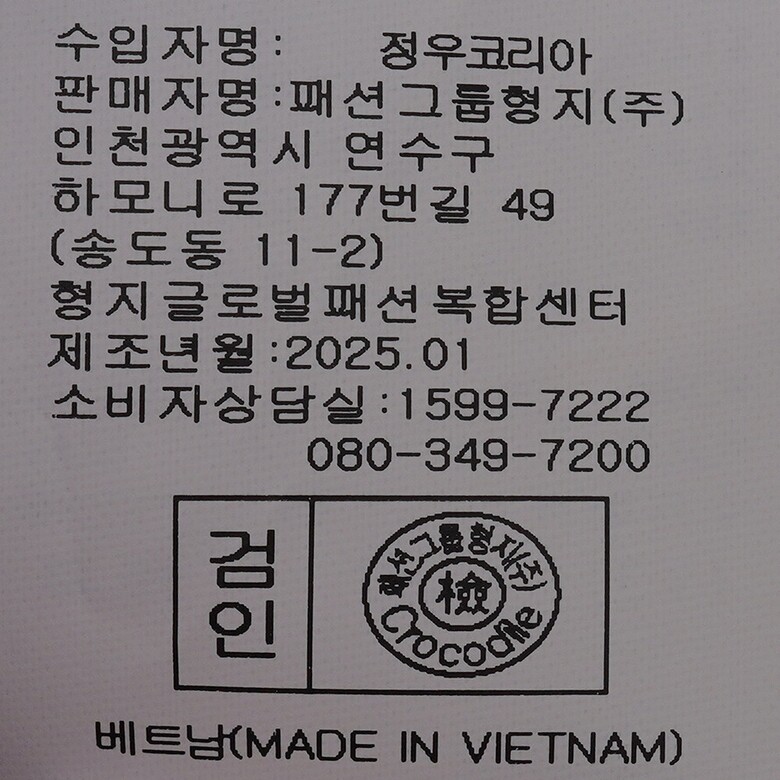 수입자명: 정우코리아
판매자명:패션그룹형지(주)
인천광역시 연수구
하모니로 177번길 49
(송도동 11-2)
형지글로벌패션복합센터
제조년월:2025.01
소비자상담실:1599-7222
080-349-7200
검인
패션그룹형지(주)
檢
Crocodile
베트남(MADE IN VIETNAM)